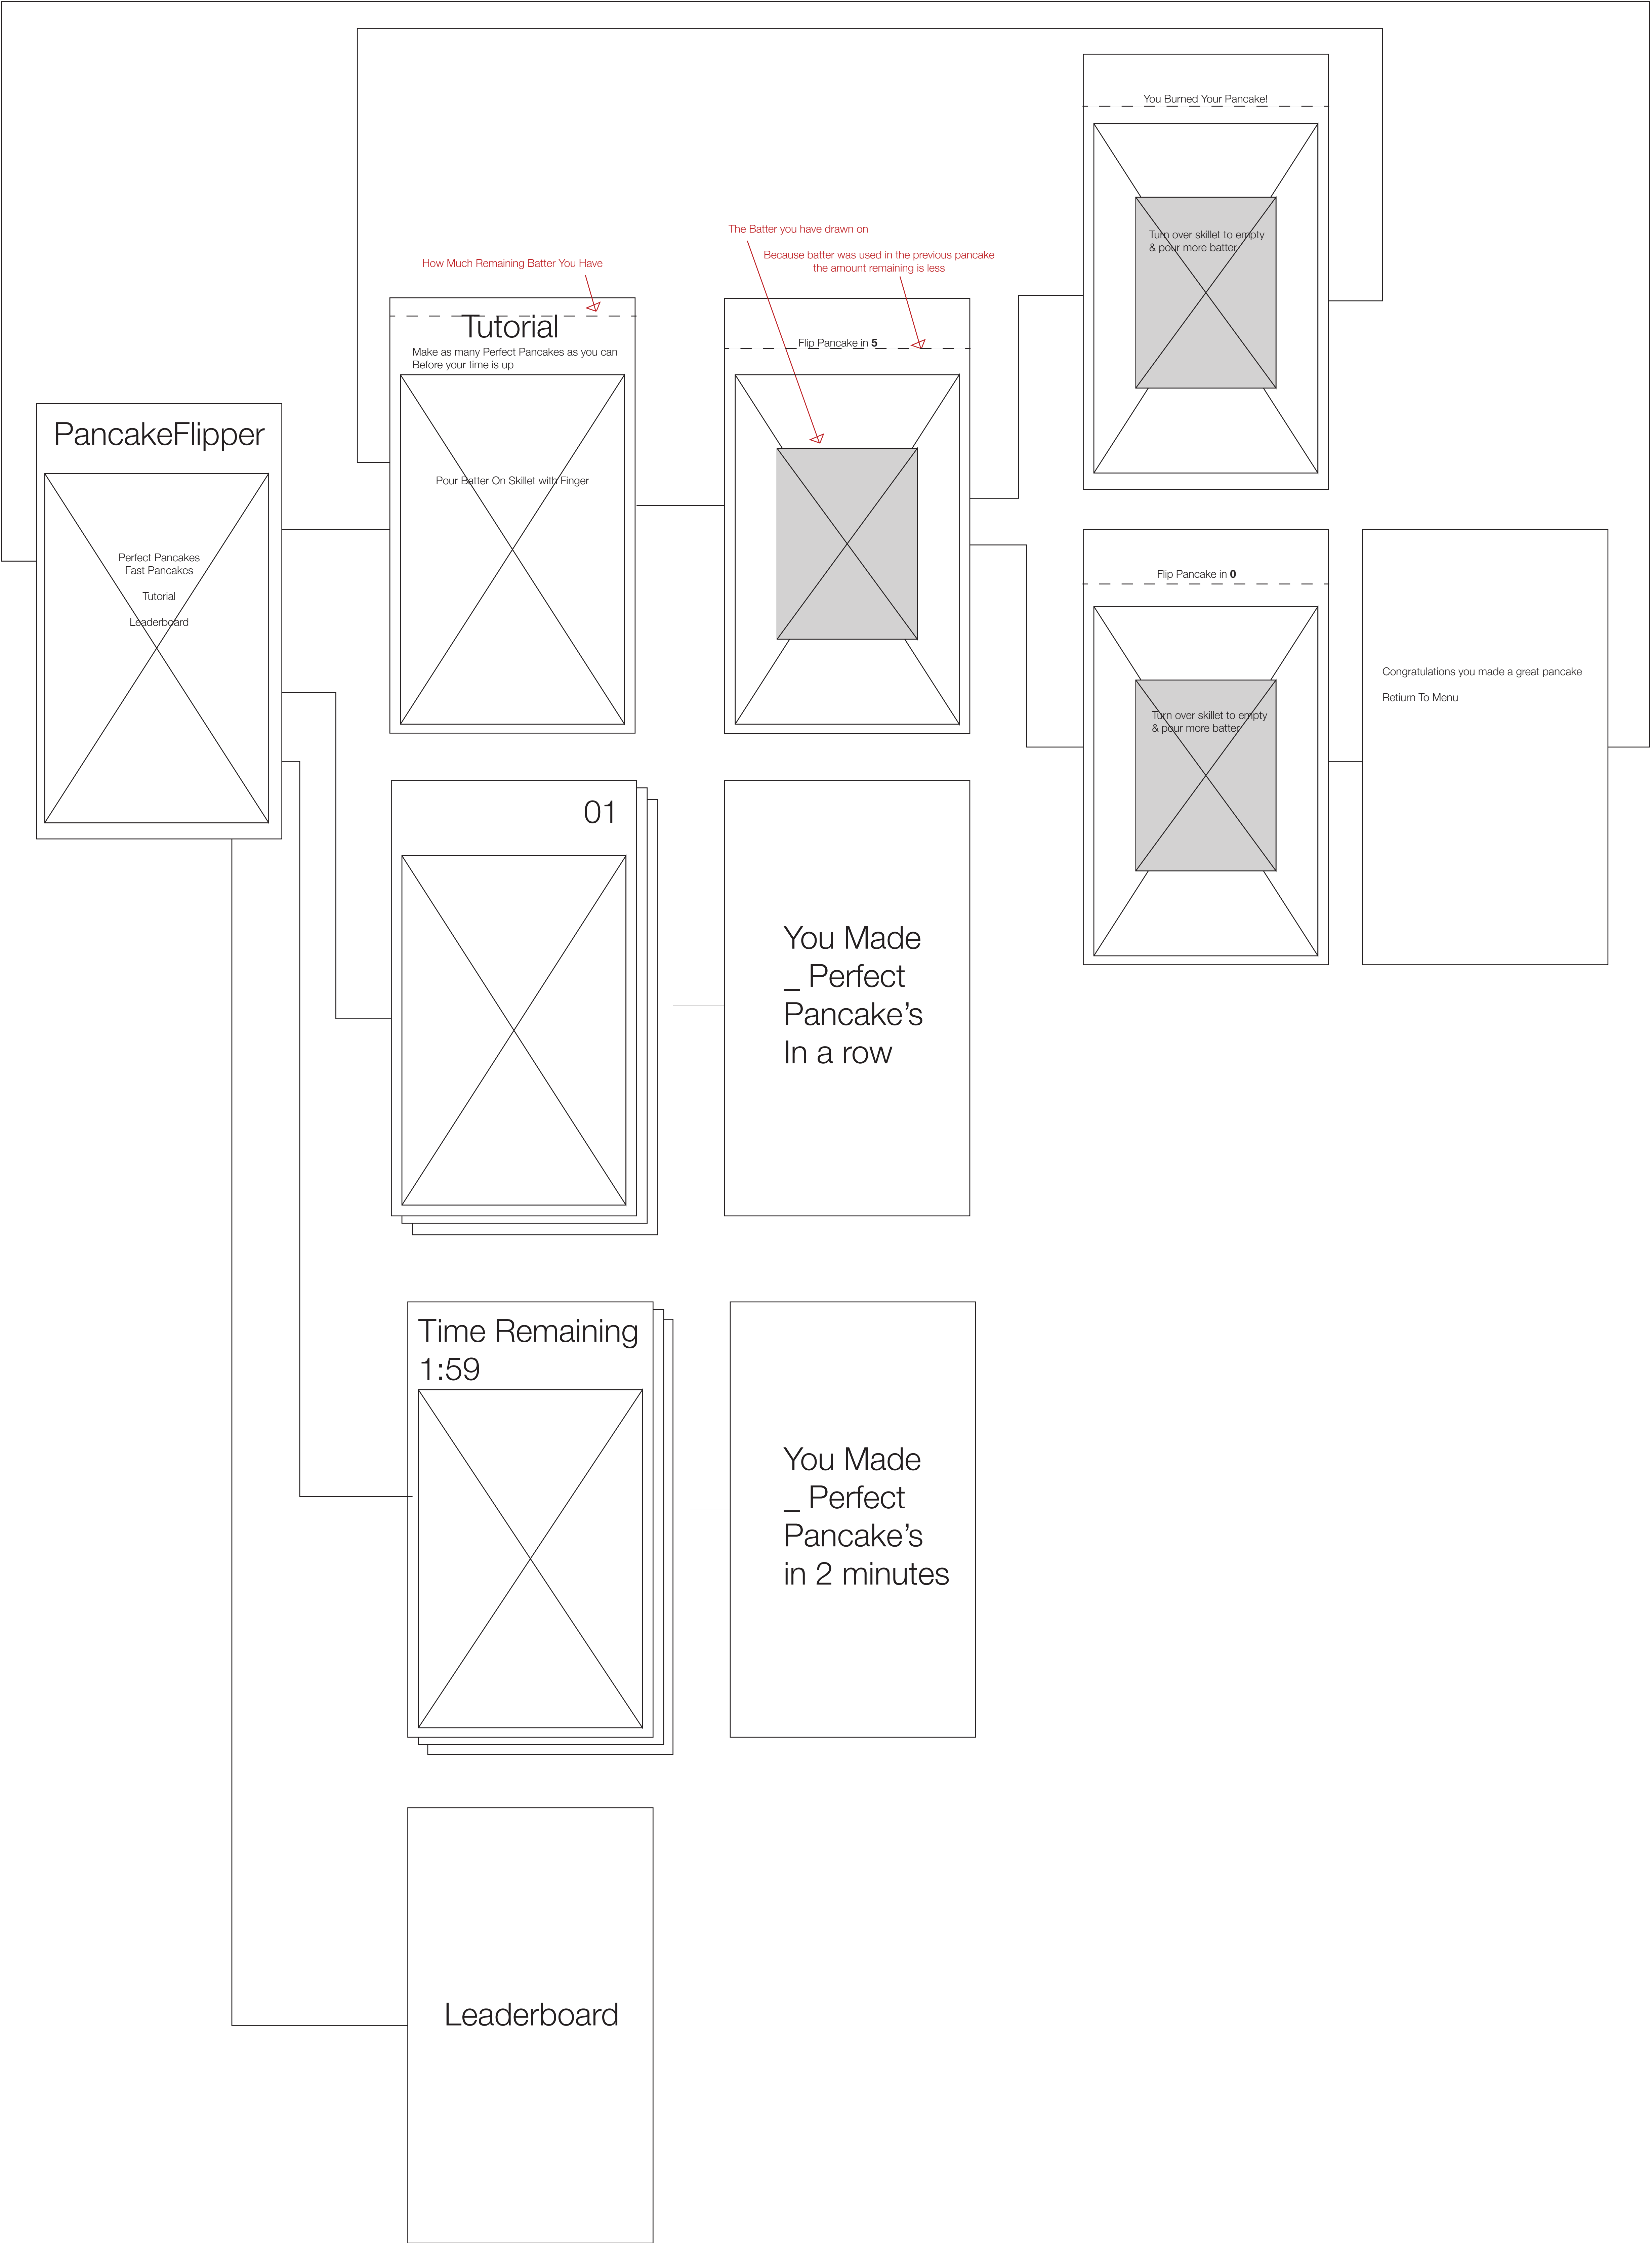 You Burned Your Pancake!
Turn over skillet to empty
& pour more batter
The Batter you have drawn on
Because batter was used in the previous pancake
the amount remaining is less
How Much Remaining Batter You Have
Tutorial
Make as many Perfect Pancakes as you can
Before your time is up
Pour Batter On Skillet with Finger
Flip Pancake in 5
PancakeFlipper
Perfect Pancakes
Fast Pancakes
Tutorial
Leaderboard
Flip Pancake in 0
Turn over skillet to empty
& pour more batter
Congratulations you made a great pancake
Retiurn To Menu
01
You Made
_ Perfect
Pancake’s
In a row
Time Remaining
1:59
You Made
_ Perfect
Pancake’s
in 2 minutes
Leaderboard